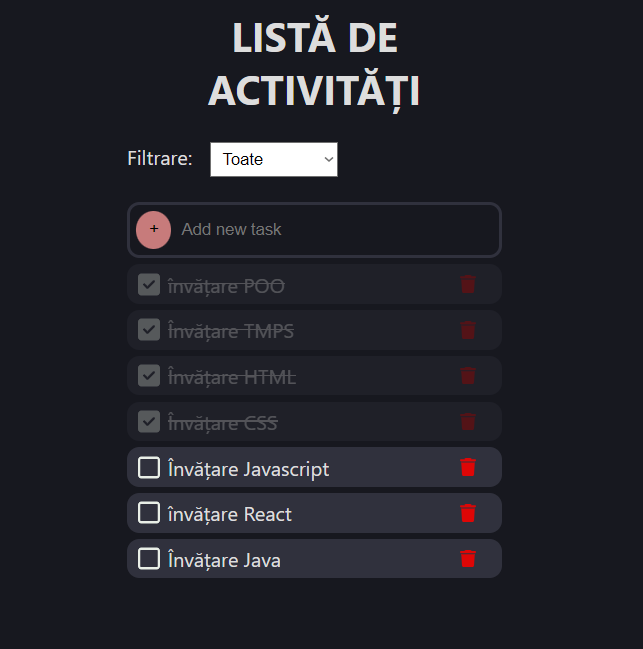 LISTĂ DE
ACTIVITĂȚI
Filtrare: Toate
+ Add new task
învățare POO
Învățare TMPS
Învățare HTML
Învățare CSS
Învățare Javascript
învățare React
Învățare Java